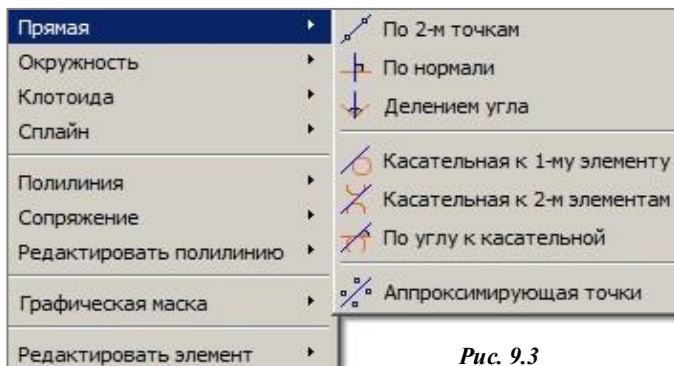 Прямая
Окружность
Клотоида
Сплайн
Полилиния
Сопряжение
Редактировать полилинию
Графическая маска
Редактировать элемент
По 2-м точкам
По нормали
Делением угла
Касательная к 1-му элементу
Касательная к 2-м элементам
По углу к касательной
Аппроксимирующая точки
Рис. 9.3